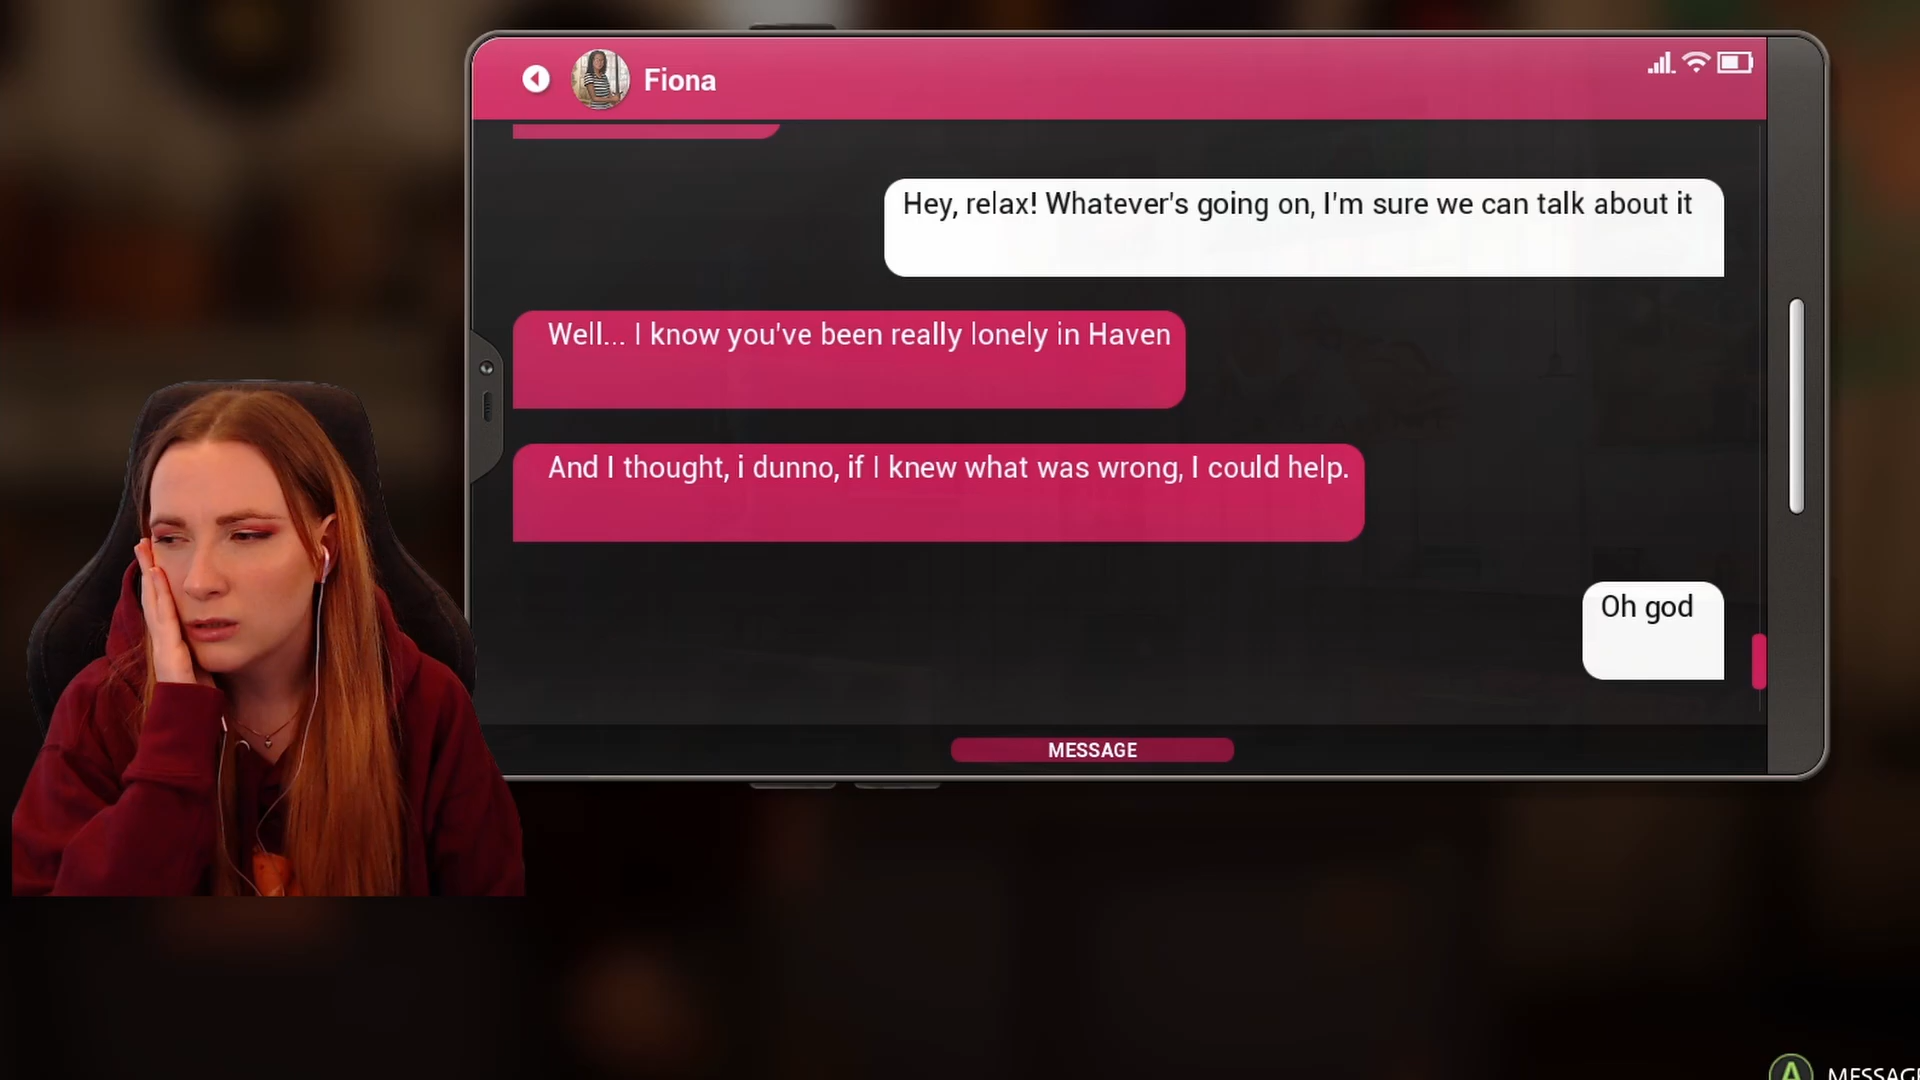 Fiona
Hey, relax! Whatever's going on, I'm sure we can talk about it
Well... I know you've been really lonely in Haven
And I thought, i dunno, if I knew what was wrong, I could help.
Oh god
MESSAGE
A MESSAGE